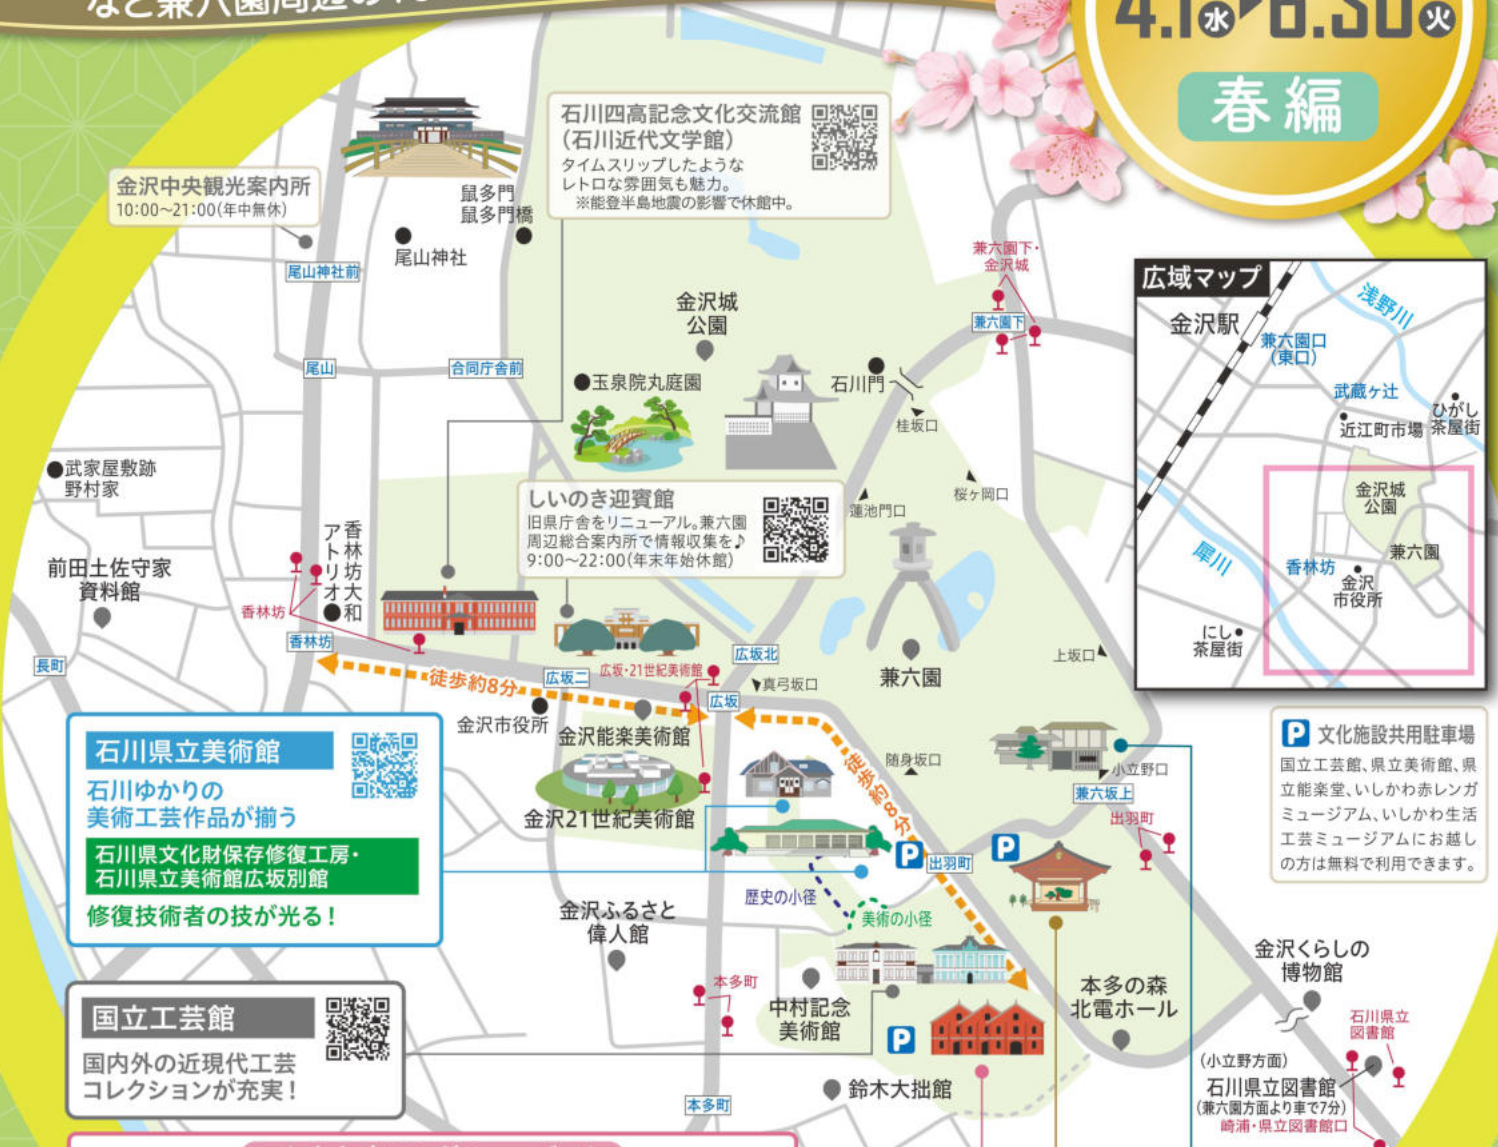 など兼六園周辺の
4.1水▶6.30火
春編
石川四高記念文化交流館
(石川近代文学館)
タイムスリップしたような
レトロな雰囲気も魅力。
※能登半島地震の影響で休館中。
金沢中央観光案内所
10:00〜21:00(年中無休)
鼠多門
鼠多門橋
尾山神社
尾山神社前
兼六園下・
金沢城
兼六園下
金沢城
公園
尾山
合同庁舎前
玉泉院丸庭園
石川門
桂坂口
広域マップ
浅野川
金沢駅
兼六園口
(東口)
武蔵ヶ辻
ひがし
茶屋街
近江町市場
金沢城
公園
兼六園
犀川
香林坊
金沢
市役所
にし
茶屋街
武家屋敷跡
野村家
しいのき迎賓館
旧県庁舎をリニューアル。兼六園
周辺総合案内所で情報収集を♪
9:00〜22:00(年末年始休館)
蓮池門口
桜ヶ岡口
香林坊大和
アトリオ
前田土佐守家
資料館
香林坊
香林坊
長町
徒歩約8分
広坂二
広坂・21世紀美術館
広坂北
広坂
真弓坂口
兼六園
上坂口
金沢市役所
金沢能楽美術館
随身坂口
小立野口
兼六坂上
出羽町
金沢21世紀美術館
徒歩約8分
P
出羽町
P
P 文化施設共用駐車場
国立工芸館、県立美術館、県
立能楽堂、いしかわ赤レンガ
ミュージアム、いしかわ生活
工芸ミュージアムにお越し
の方は無料で利用できます。
石川県立美術館
石川ゆかりの
美術工芸作品が揃う
石川県文化財保存修復工房・
石川県立美術館広坂別館
修復技術者の技が光る!
歴史の小径
美術の小径
金沢ふるさと
偉人館
本多町
中村記念
美術館
P
本多の森
北電ホール
金沢くらしの
博物館
石川県立
図書館
(小立野方面)
石川県立図書館
(兼六園方面より車で7分)
崎浦・県立図書館口
国立工芸館
国内外の近現代工芸
コレクションが充実!
鈴木大拙館
本多町